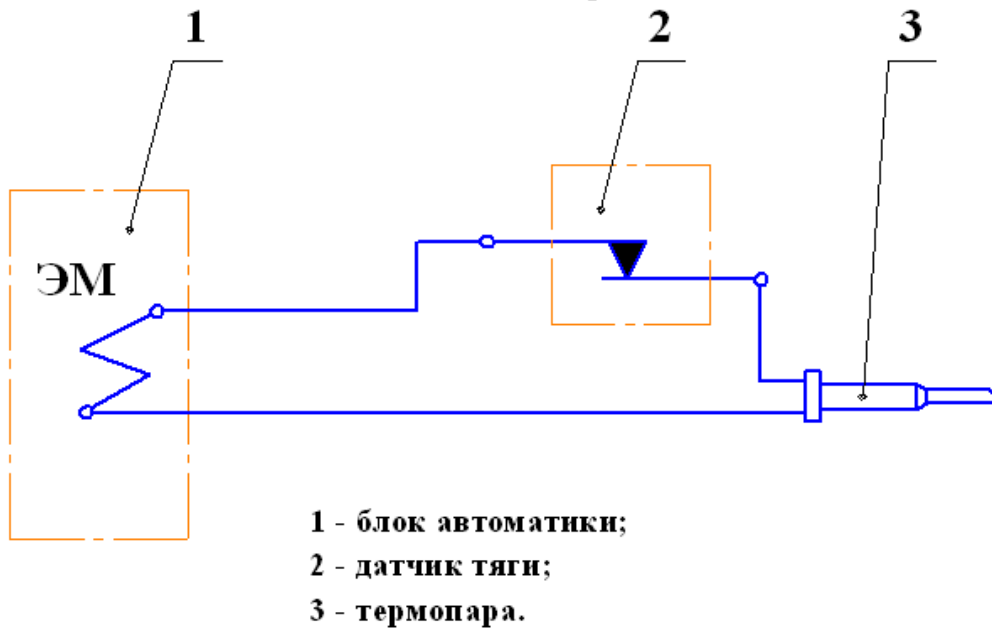 1 2 3
ЭМ
1 - блок автоматики;
2 - датчик тяги;
3 - термопара.